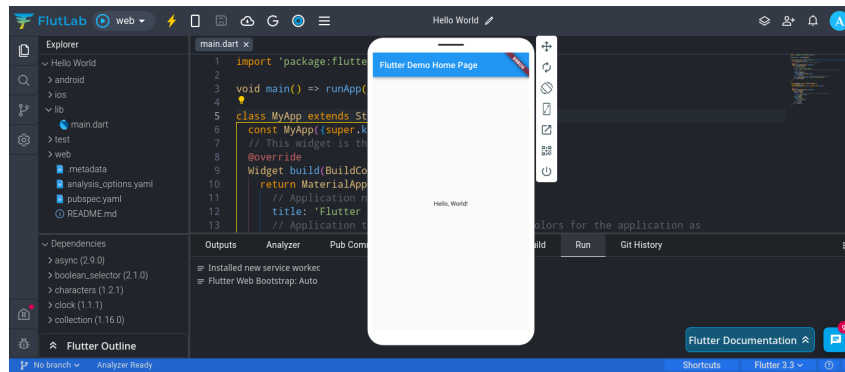 FlutLab web Hello World A
Explorer
Hello World
android
ios
lib
main.dart
test
web
.metadata
analysis_options.yaml
pubspec.yaml
README.md
Dependencies
async (2.9.0)
boolean_selector (2.1.0)
characters (1.2.1)
clock (1.1.1)
collection (1.16.0)
Flutter Outline
main.dart
1 import 'package:flutte
2
3 void main() => runApp(
4
5 class MyApp extends St
6 const MyApp({super.k
7 // This widget is th
8 @override
9 Widget build(BuildCo
10 return MaterialApp
11 // Application n
12 title: 'Flutter
13 // Application t olors for the application as
Flutter Demo Home Page
DEBUG
Hello, World!
Outputs Analyzer Pub Com ild Run Git History
Installed new service worker.
Flutter Web Bootstrap: Auto
Flutter Documentation
No branch Analyzer Ready Shortcuts Flutter 3.3